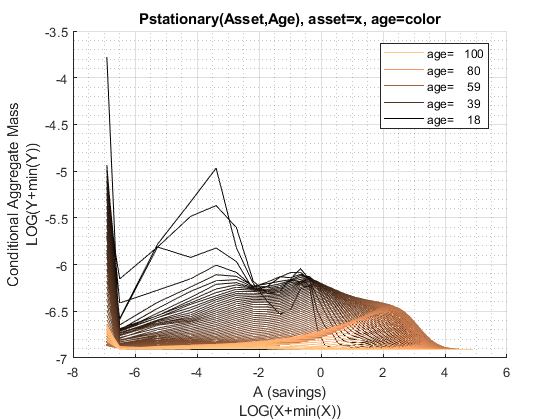 Pstationary(Asset,Age), asset=x, age=color
-3.5
-4
-4.5
-5
-5.5
-6
-6.5
-7
Conditional Aggregate Mass
LOG(Y+min(Y))
age= 100
age= 80
age= 59
age= 39
age= 18
-8 -6 -4 -2 0 2 4 6
A (savings)
LOG(X+min(X))